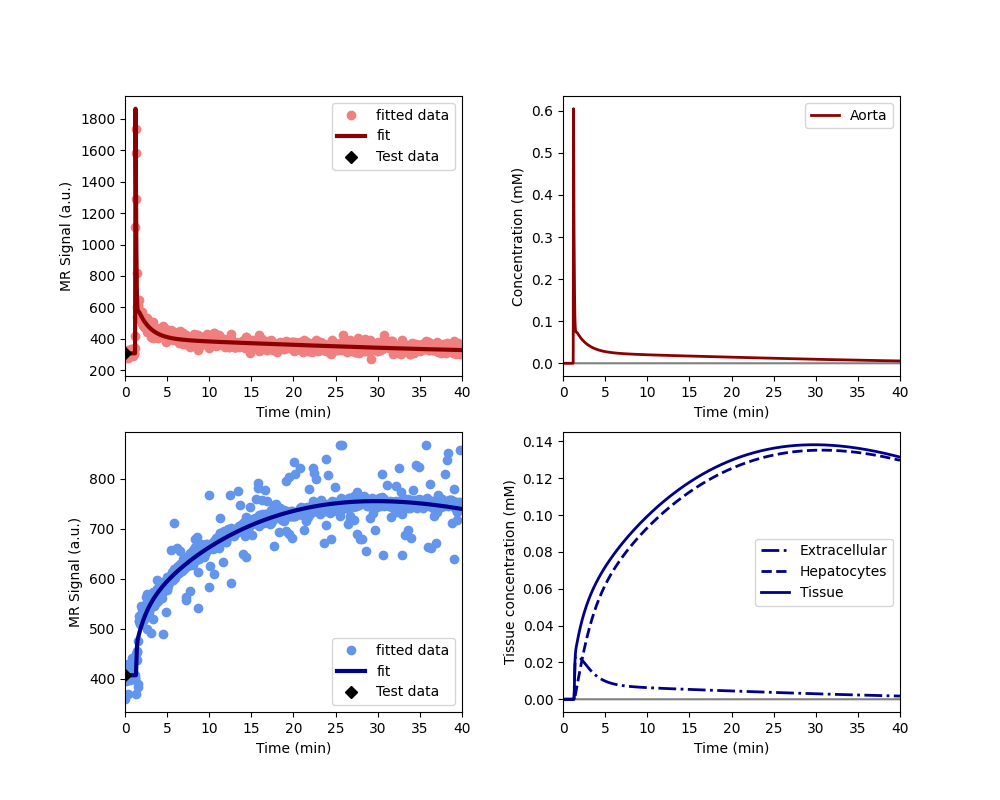 MR Signal (a.u.)
1800
1600
1400
1200
1000
800
600
400
200
fitted data
fit
Test data
0 5 10 15 20 25 30 35 40
Time (min)
Concentration (mM)
0.6
0.5
0.4
0.3
0.2
0.1
0.0
Aorta
0 5 10 15 20 25 30 35 40
Time (min)
MR Signal (a.u.)
800
700
600
500
400
fitted data
fit
Test data
0 5 10 15 20 25 30 35 40
Time (min)
Tissue concentration (mM)
0.14
0.12
0.10
0.08
0.06
0.04
0.02
0.00
Extracellular
Hepatocytes
Tissue
0 5 10 15 20 25 30 35 40
Time (min)